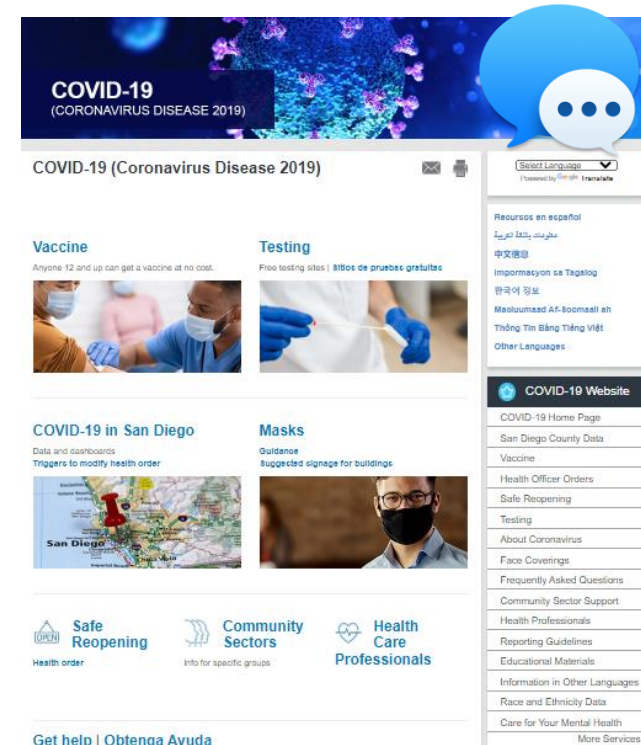 COVID-19
(CORONAVIRUS DISEASE 2019)
COVID-19 (Coronavirus Disease 2019)
Select Language
Powered by Google Translate
Vaccine
Anyone 12 and up can get a vaccine at no cost.
Testing
Free testing sites | Sitios de pruebas gratuitas
COVID-19 in San Diego
Data and dashboards
Triggers to modify health order
Masks
Guidance
Suggested signage for buildings
San Diego
Safe
Reopening
Health order
Community
Sectors
Info for specific groups
Health
Care
Professionals
Get help | Obtenga Ayuda
Recursos en español
中文信息
Impormasyon sa Tagalog
한국어 정보
Macluumaad Af-Soomaali ah
Thông Tin Bằng Tiếng Việt
Other Languages
COVID-19 Website
COVID-19 Home Page
San Diego County Data
Vaccine
Health Officer Orders
Safe Reopening
Testing
About Coronavirus
Face Coverings
Frequently Asked Questions
Community Sector Support
Health Professionals
Reporting Guidelines
Educational Materials
Information in Other Languages
Race and Ethnicity Data
Care for Your Mental Health
More Services